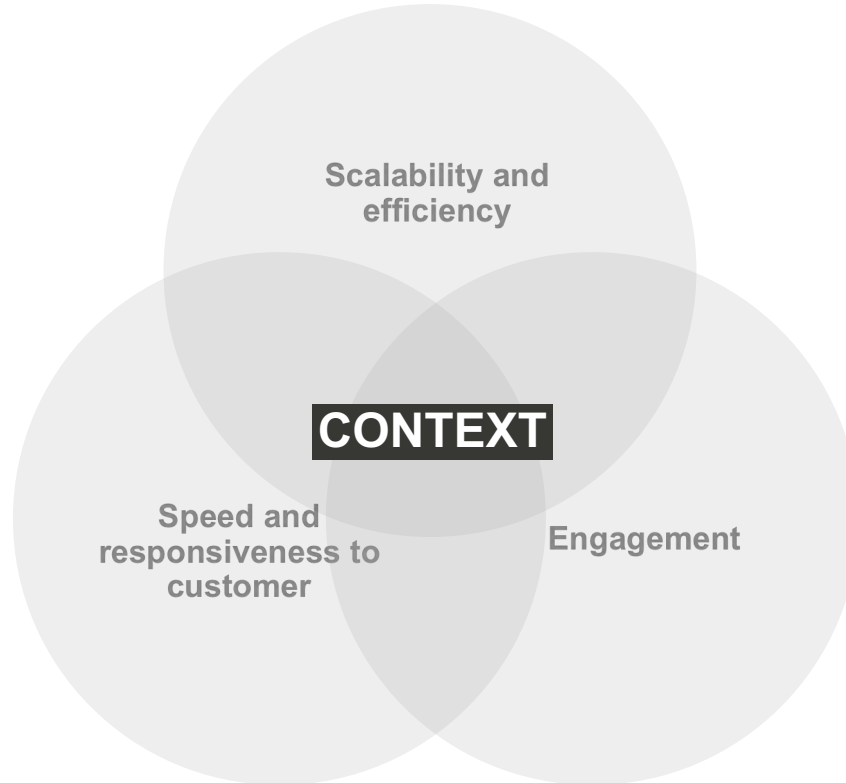 Scalability and
efficiency
CONTEXT
Speed and
responsiveness to
customer
Engagement